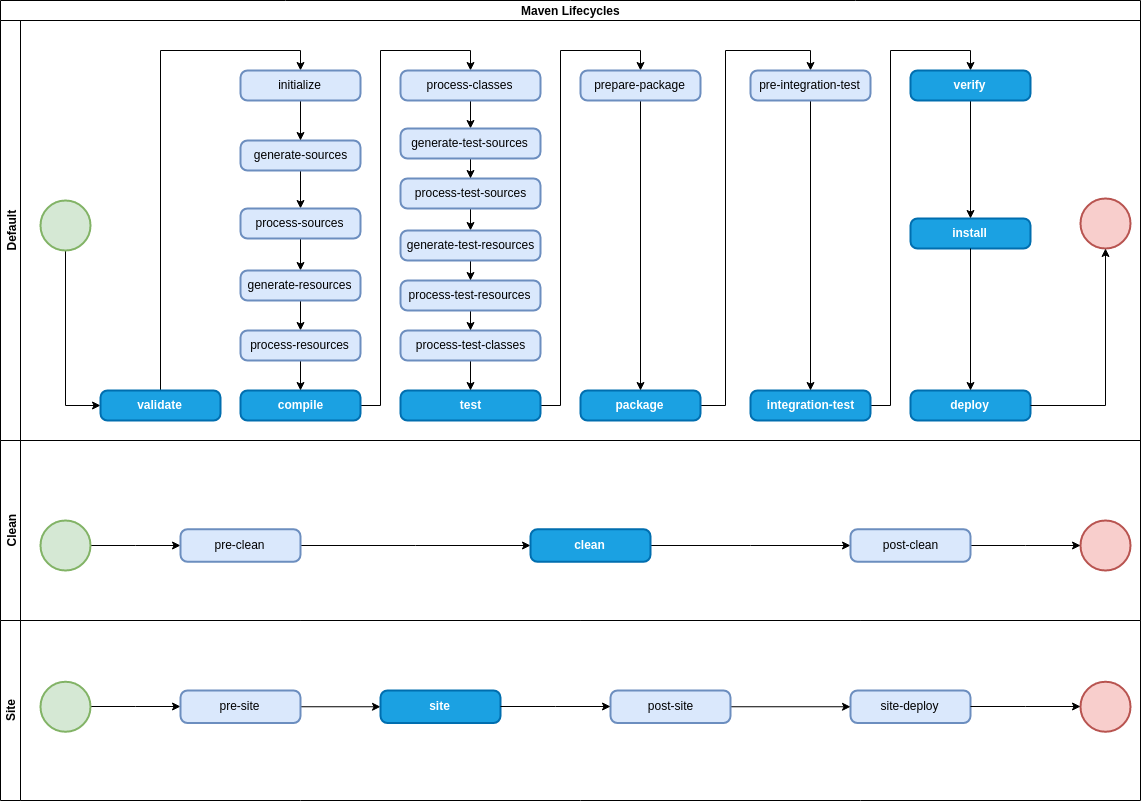 Maven Lifecycles
Default
validate
initialize
generate-sources
process-sources
generate-resources
process-resources
compile
process-classes
generate-test-sources
process-test-sources
generate-test-resources
process-test-resources
process-test-classes
test
prepare-package
package
pre-integration-test
integration-test
verify
install
deploy
Clean
pre-clean
clean
post-clean
Site
pre-site
site
post-site
site-deploy